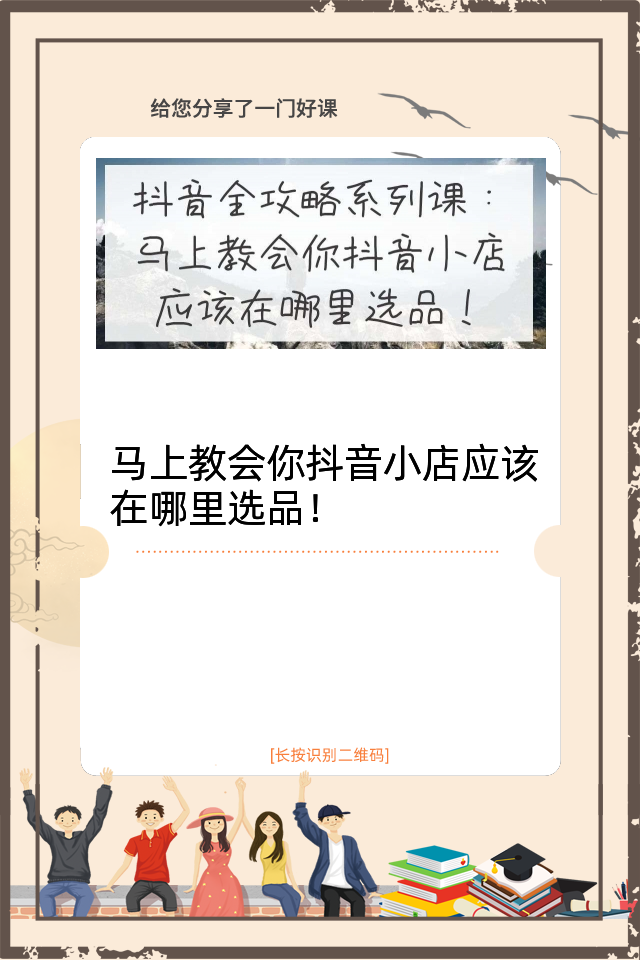 给您分享了一门好课
抖音全攻略系列课：
马上教会你抖音小店
应该在哪里选品！
马上教会你抖音小店应该
在哪里选品！
[长按识别二维码]